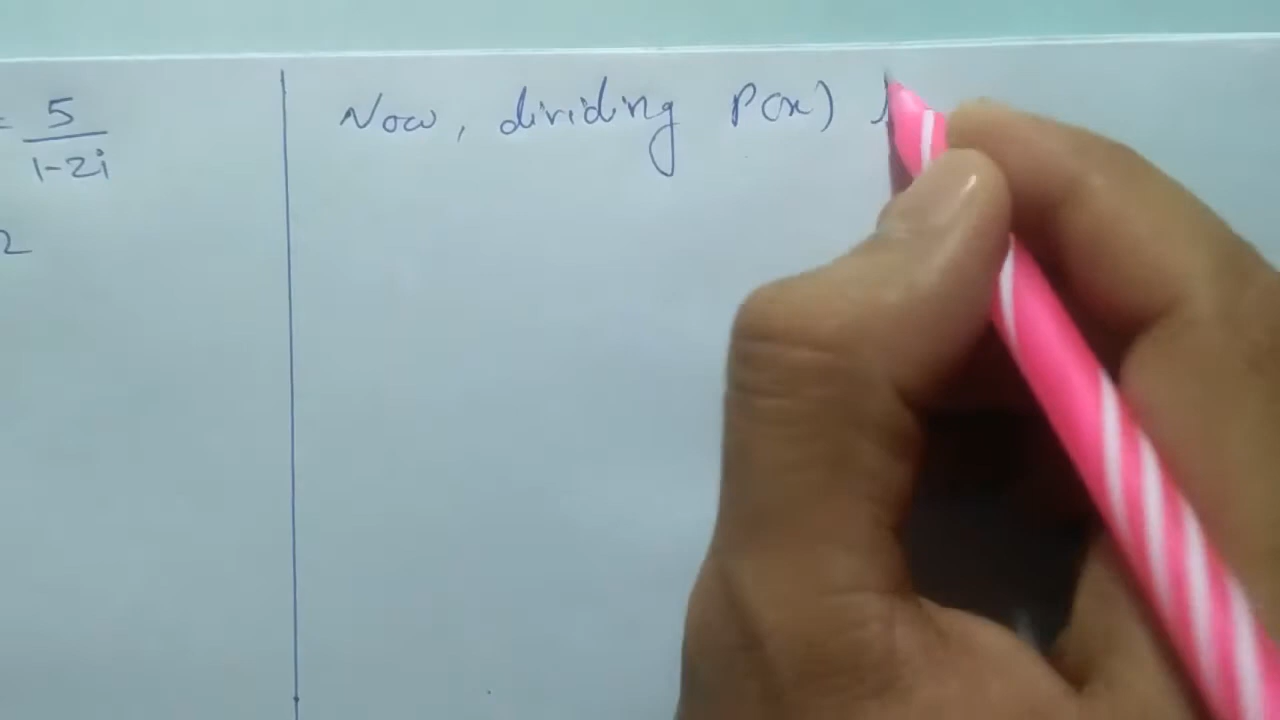 = 5/(1-2i)
2
Now, dividing P(x)